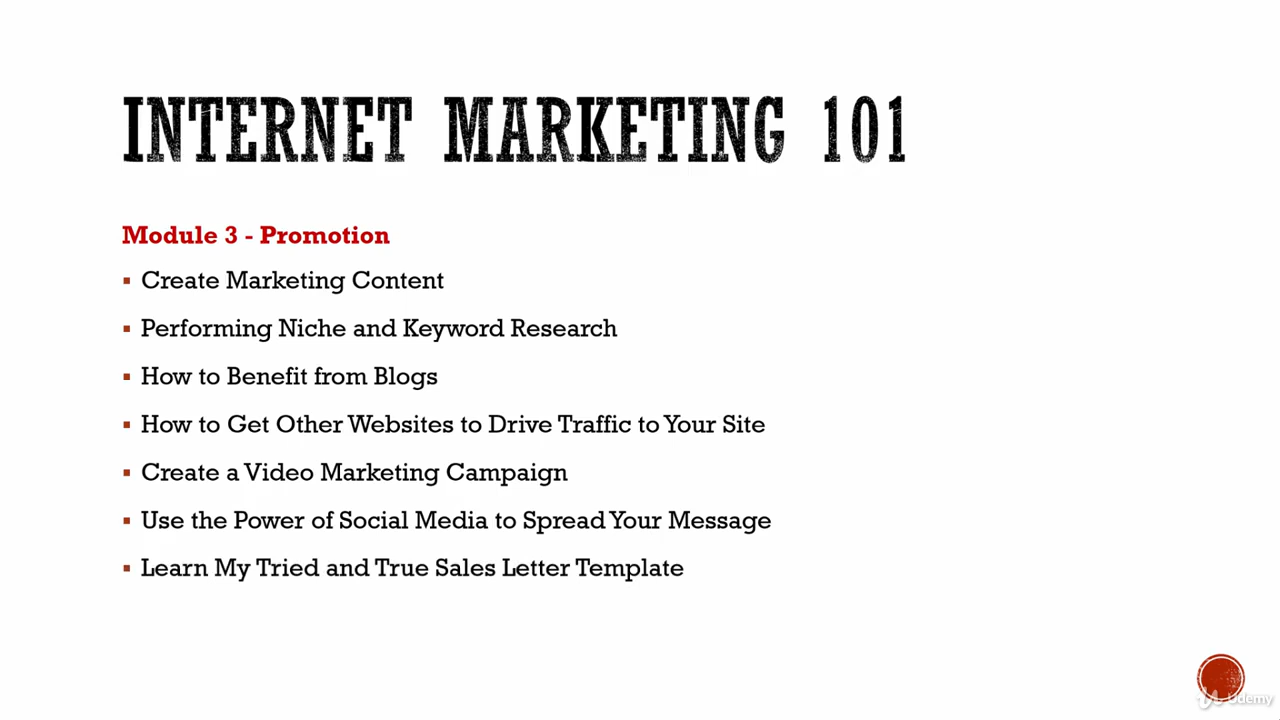 INTERNET MARKETING 101
Module 3 - Promotion
▪ Create Marketing Content
▪ Performing Niche and Keyword Research
▪ How to Benefit from Blogs
▪ How to Get Other Websites to Drive Traffic to Your Site
▪ Create a Video Marketing Campaign
▪ Use the Power of Social Media to Spread Your Message
▪ Learn My Tried and True Sales Letter Template
Udemy